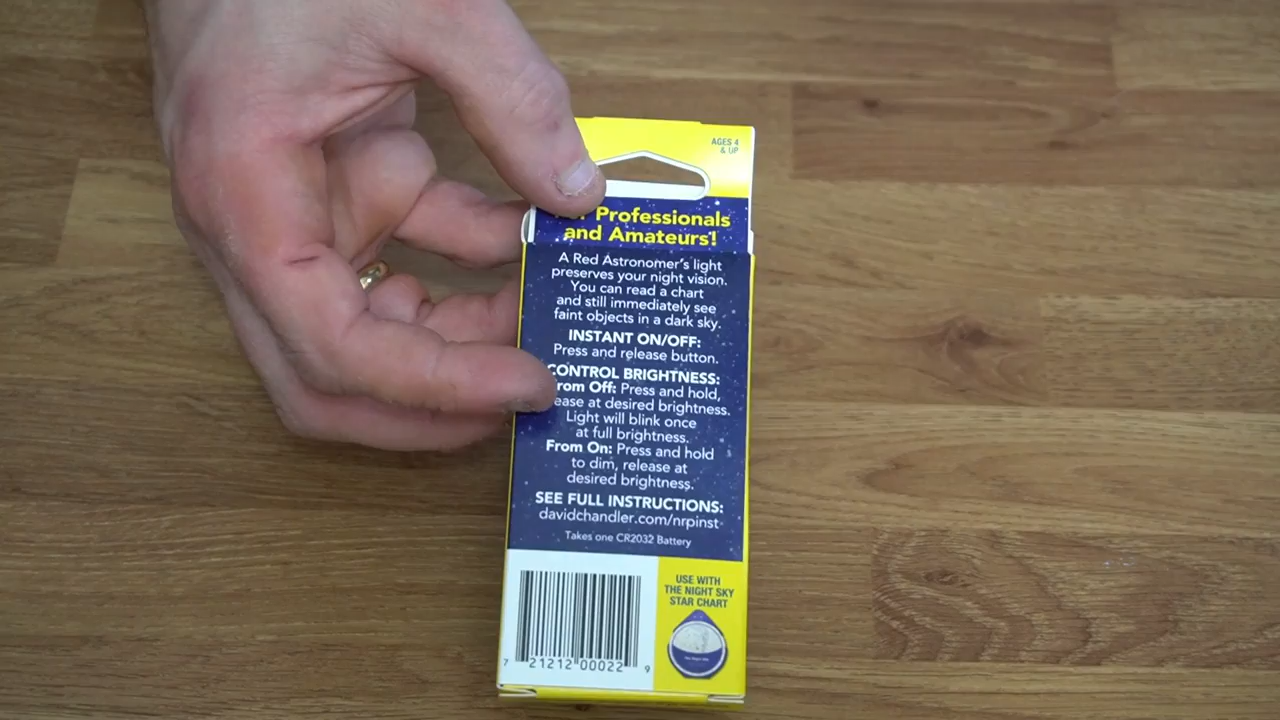 AGES 4
& UP
Professionals
and Amateurs!
A Red Astronomer's light
preserves your night vision.
You can read a chart
and still immediately see
faint objects in a dark sky.
INSTANT ON/OFF:
Press and release button.
CONTROL BRIGHTNESS:
From Off: Press and hold,
at desired brightness.
Light will blink once
at full brightness.
From On: Press and hold
to dim, release at
desired brightness.
SEE FULL INSTRUCTIONS:
davidchandler.com/nrpinst
Takes one CR2032 Battery
USE WITH
THE NIGHT SKY
STAR CHART
7 21212 00022 9